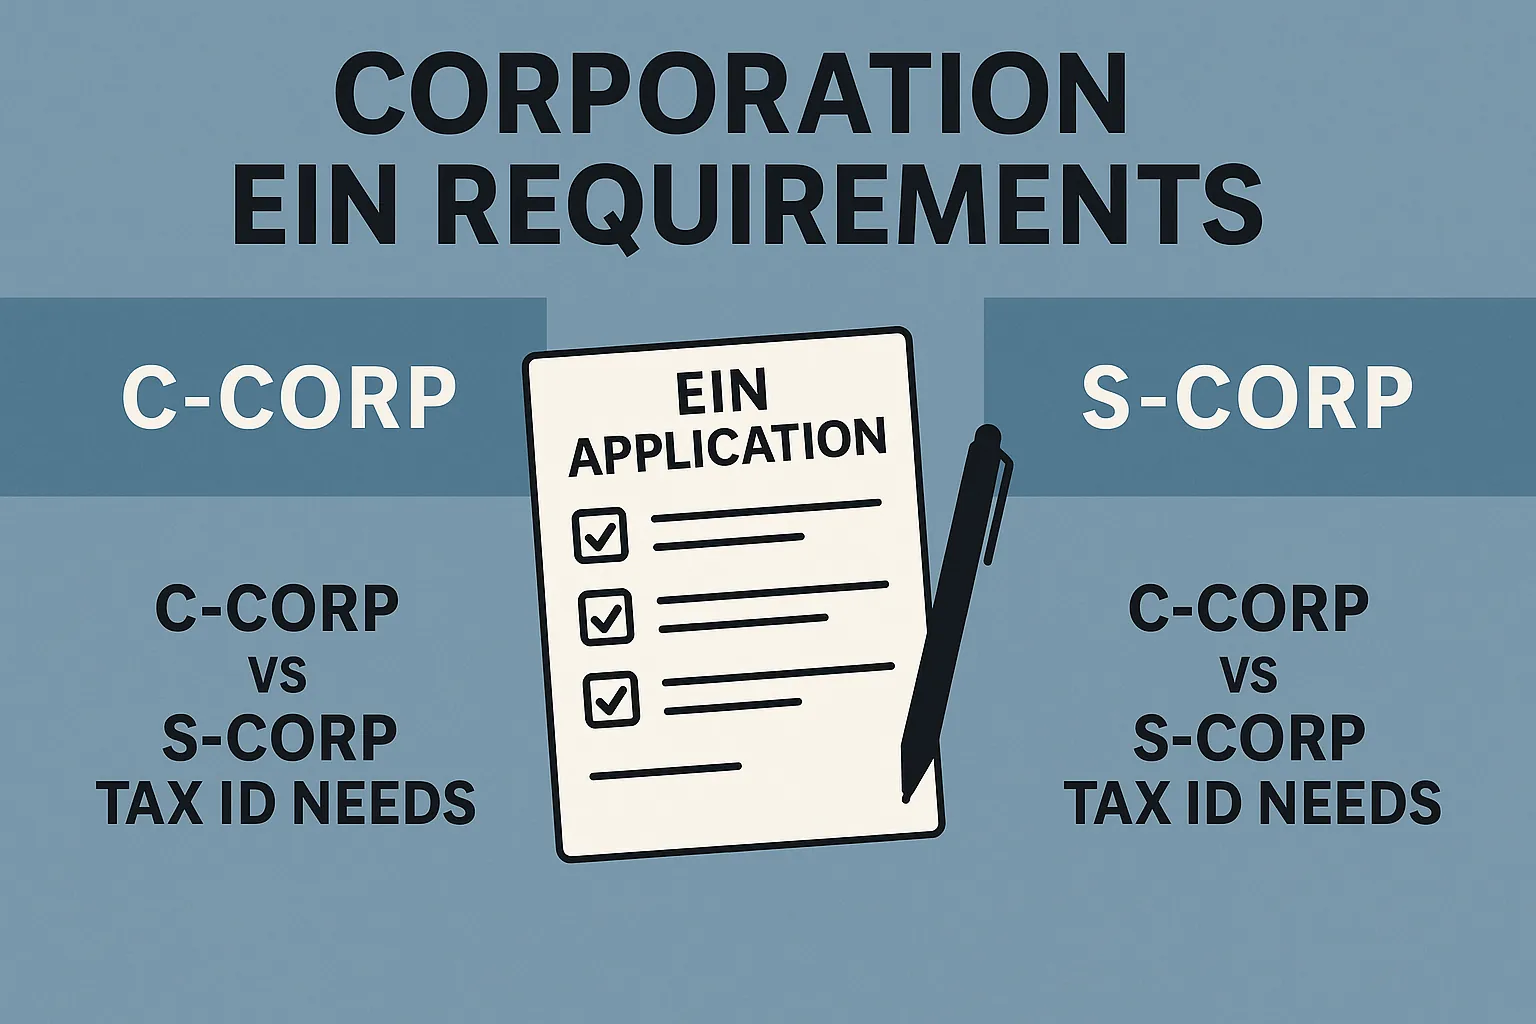 CORPORATION
EIN REQUIREMENTS
C-CORP
EIN
APPLICATION
S-CORP
C-CORP
VS
S-CORP
TAX ID NEEDS
C-CORP
VS
S-CORP
TAX ID NEEDS